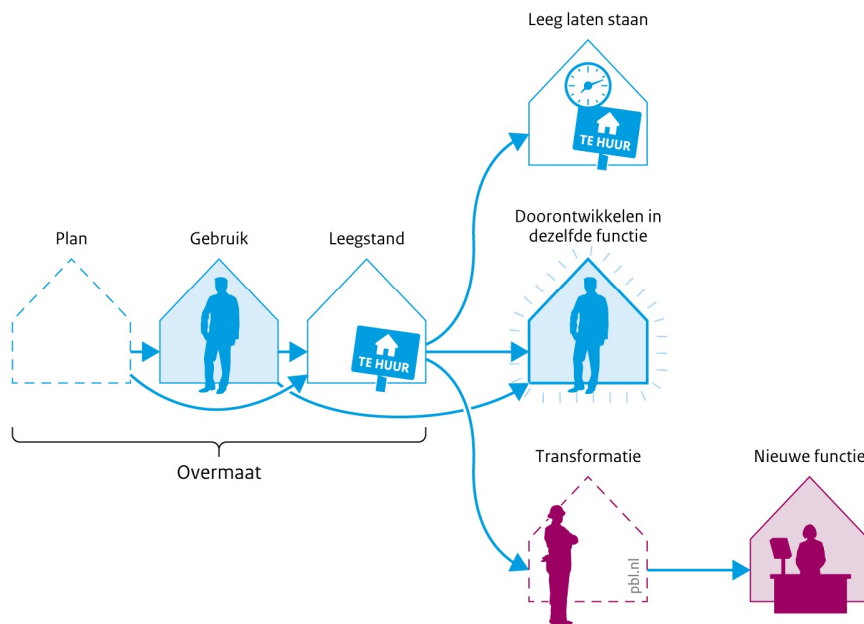 Leeg laten staan
TE HUUR
Doorontwikkelen in
dezelfde functie
Plan
Gebruik
Leegstand
TE HUUR
Overmaat
Transformatie
Nieuwe functie
pbl.nl